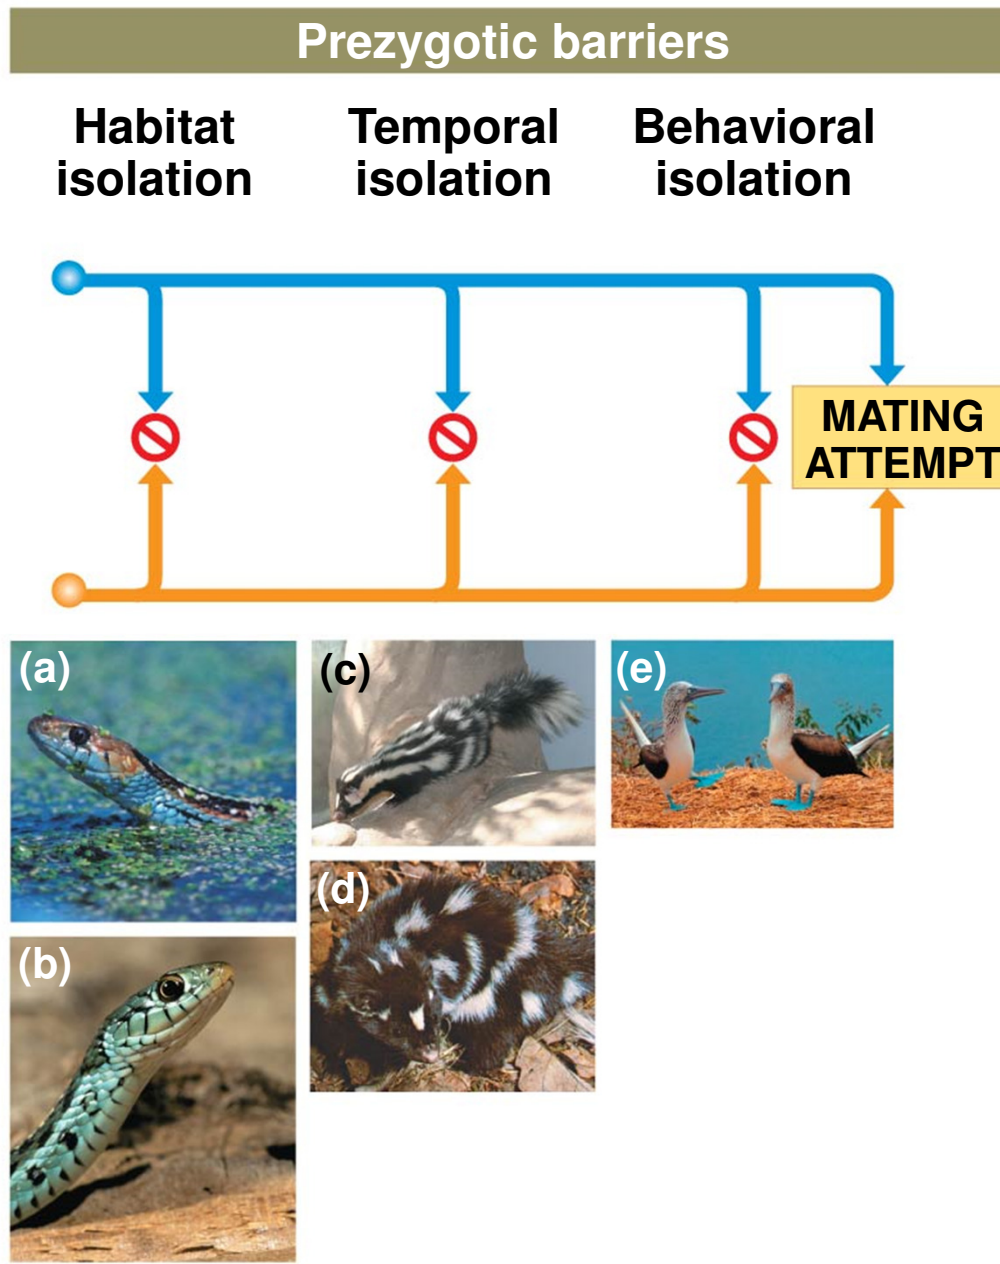 Prezygotic barriers
Habitat
isolation
Temporal
isolation
Behavioral
isolation
MATING
ATTEMPT
(a)
(b)
(c)
(d)
(e)